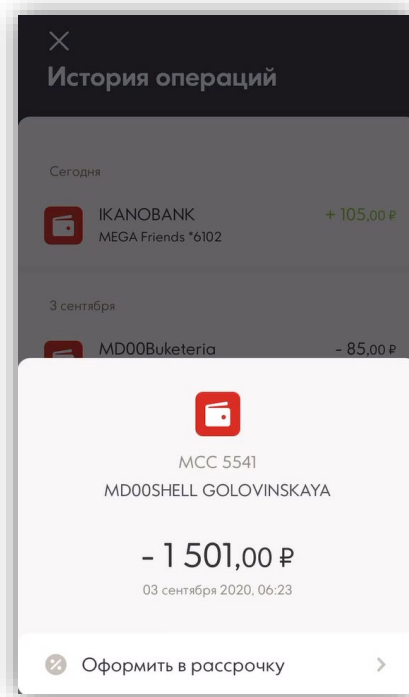 История операций
Сегодня
IKANOBANK
+ 105,00 ₽
MEGA Friends *6102
3 сентября
MD00Buketeria
- 85,00 ₽
MCC 5541
MD00SHELL GOLOVINSKAYA
- 1 501,00 ₽
03 сентября 2020, 06:23
Оформить в рассрочку